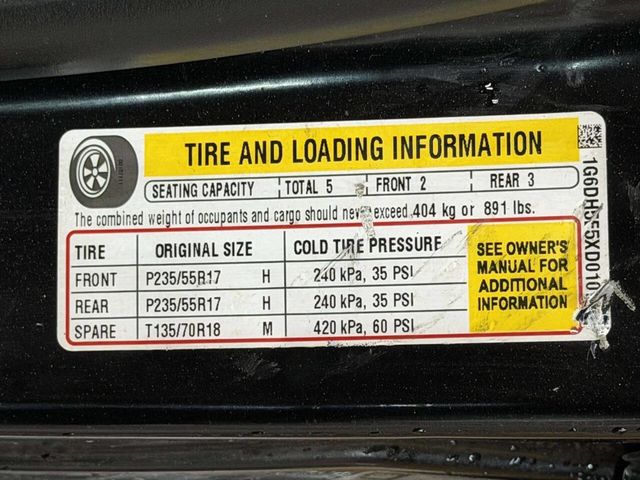 TIRE AND LOADING INFORMATION
SEATING CAPACITY TOTAL 5 FRONT 2 REAR 3
The combined weight of occupants and cargo should never exceed 404 kg or 891 lbs.
TIRE ORIGINAL SIZE COLD TIRE PRESSURE
FRONT P235/55R17 H 240 kPa, 35 PSI
REAR P235/55R17 H 240 kPa, 35 PSI
SPARE T135/70R18 M 420 kPa, 60 PSI
SEE OWNER'S
MANUAL FOR
ADDITIONAL
INFORMATION